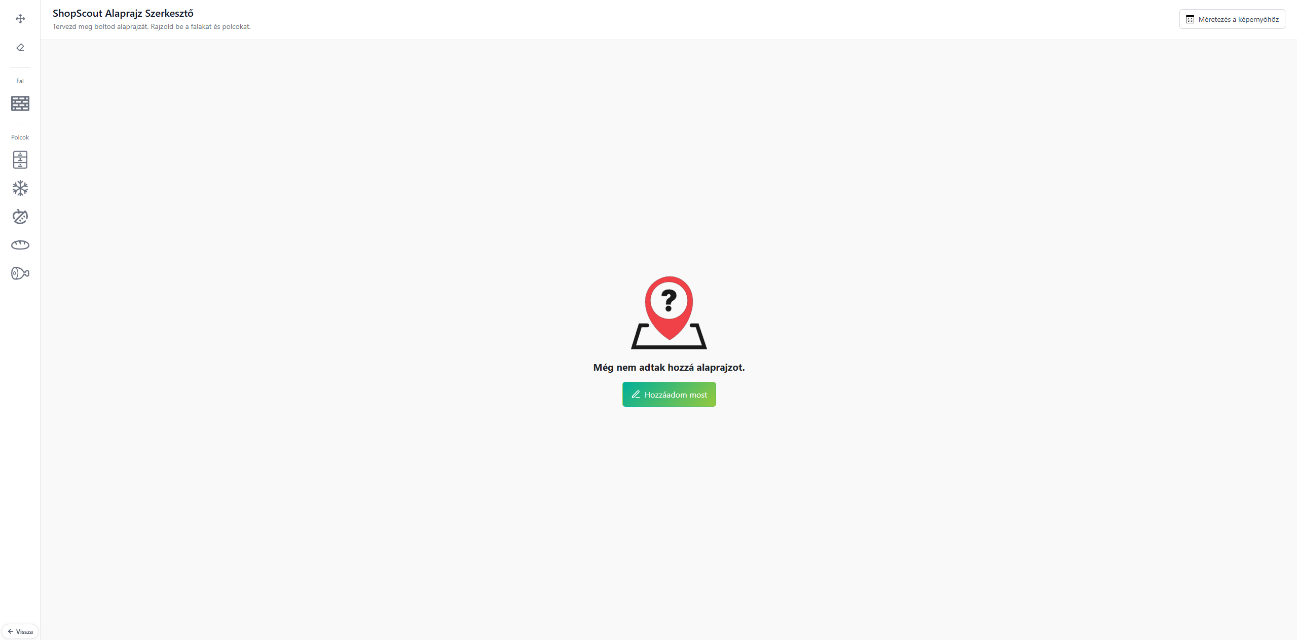 ShopScout Alaprajz Szerkesztő
Tervezd meg boltod alaprajzát. Rajzold be a falakat és polcokat.
Méretezés a képernyőhöz
Fal
Polcok
?
Még nem adtak hozzá alaprajzot.
Hozzáadom most
Vissza